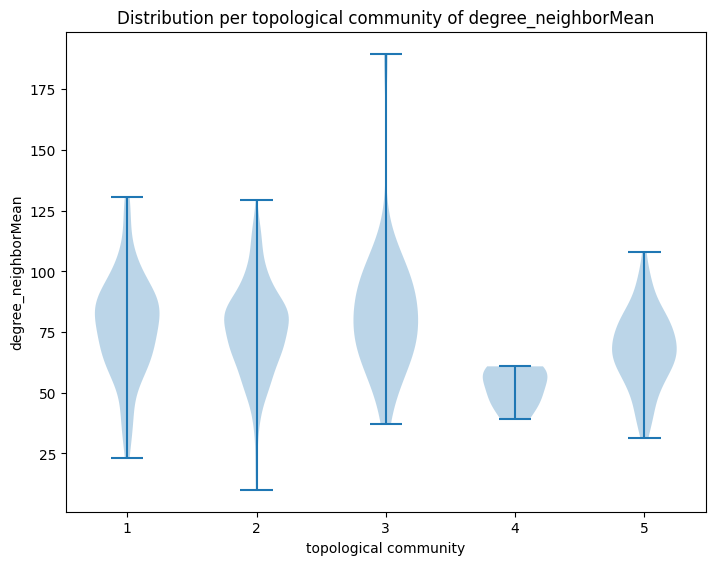 Distribution per topological community of degree_neighborMean
175
150
125
100
75
50
25
degree_neighborMean
1 2 3 4 5
topological community